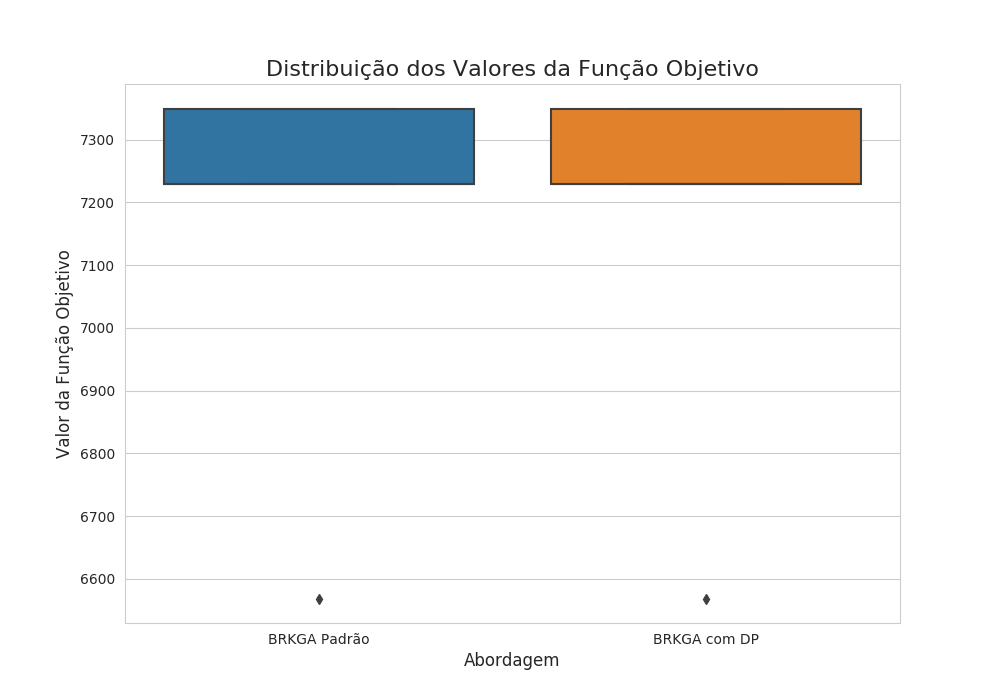 Distribuição dos Valores da Função Objetivo
Valor da Função Objetivo
7300
7200
7100
7000
6900
6800
6700
6600
BRKGA Padrão
BRKGA com DP
Abordagem